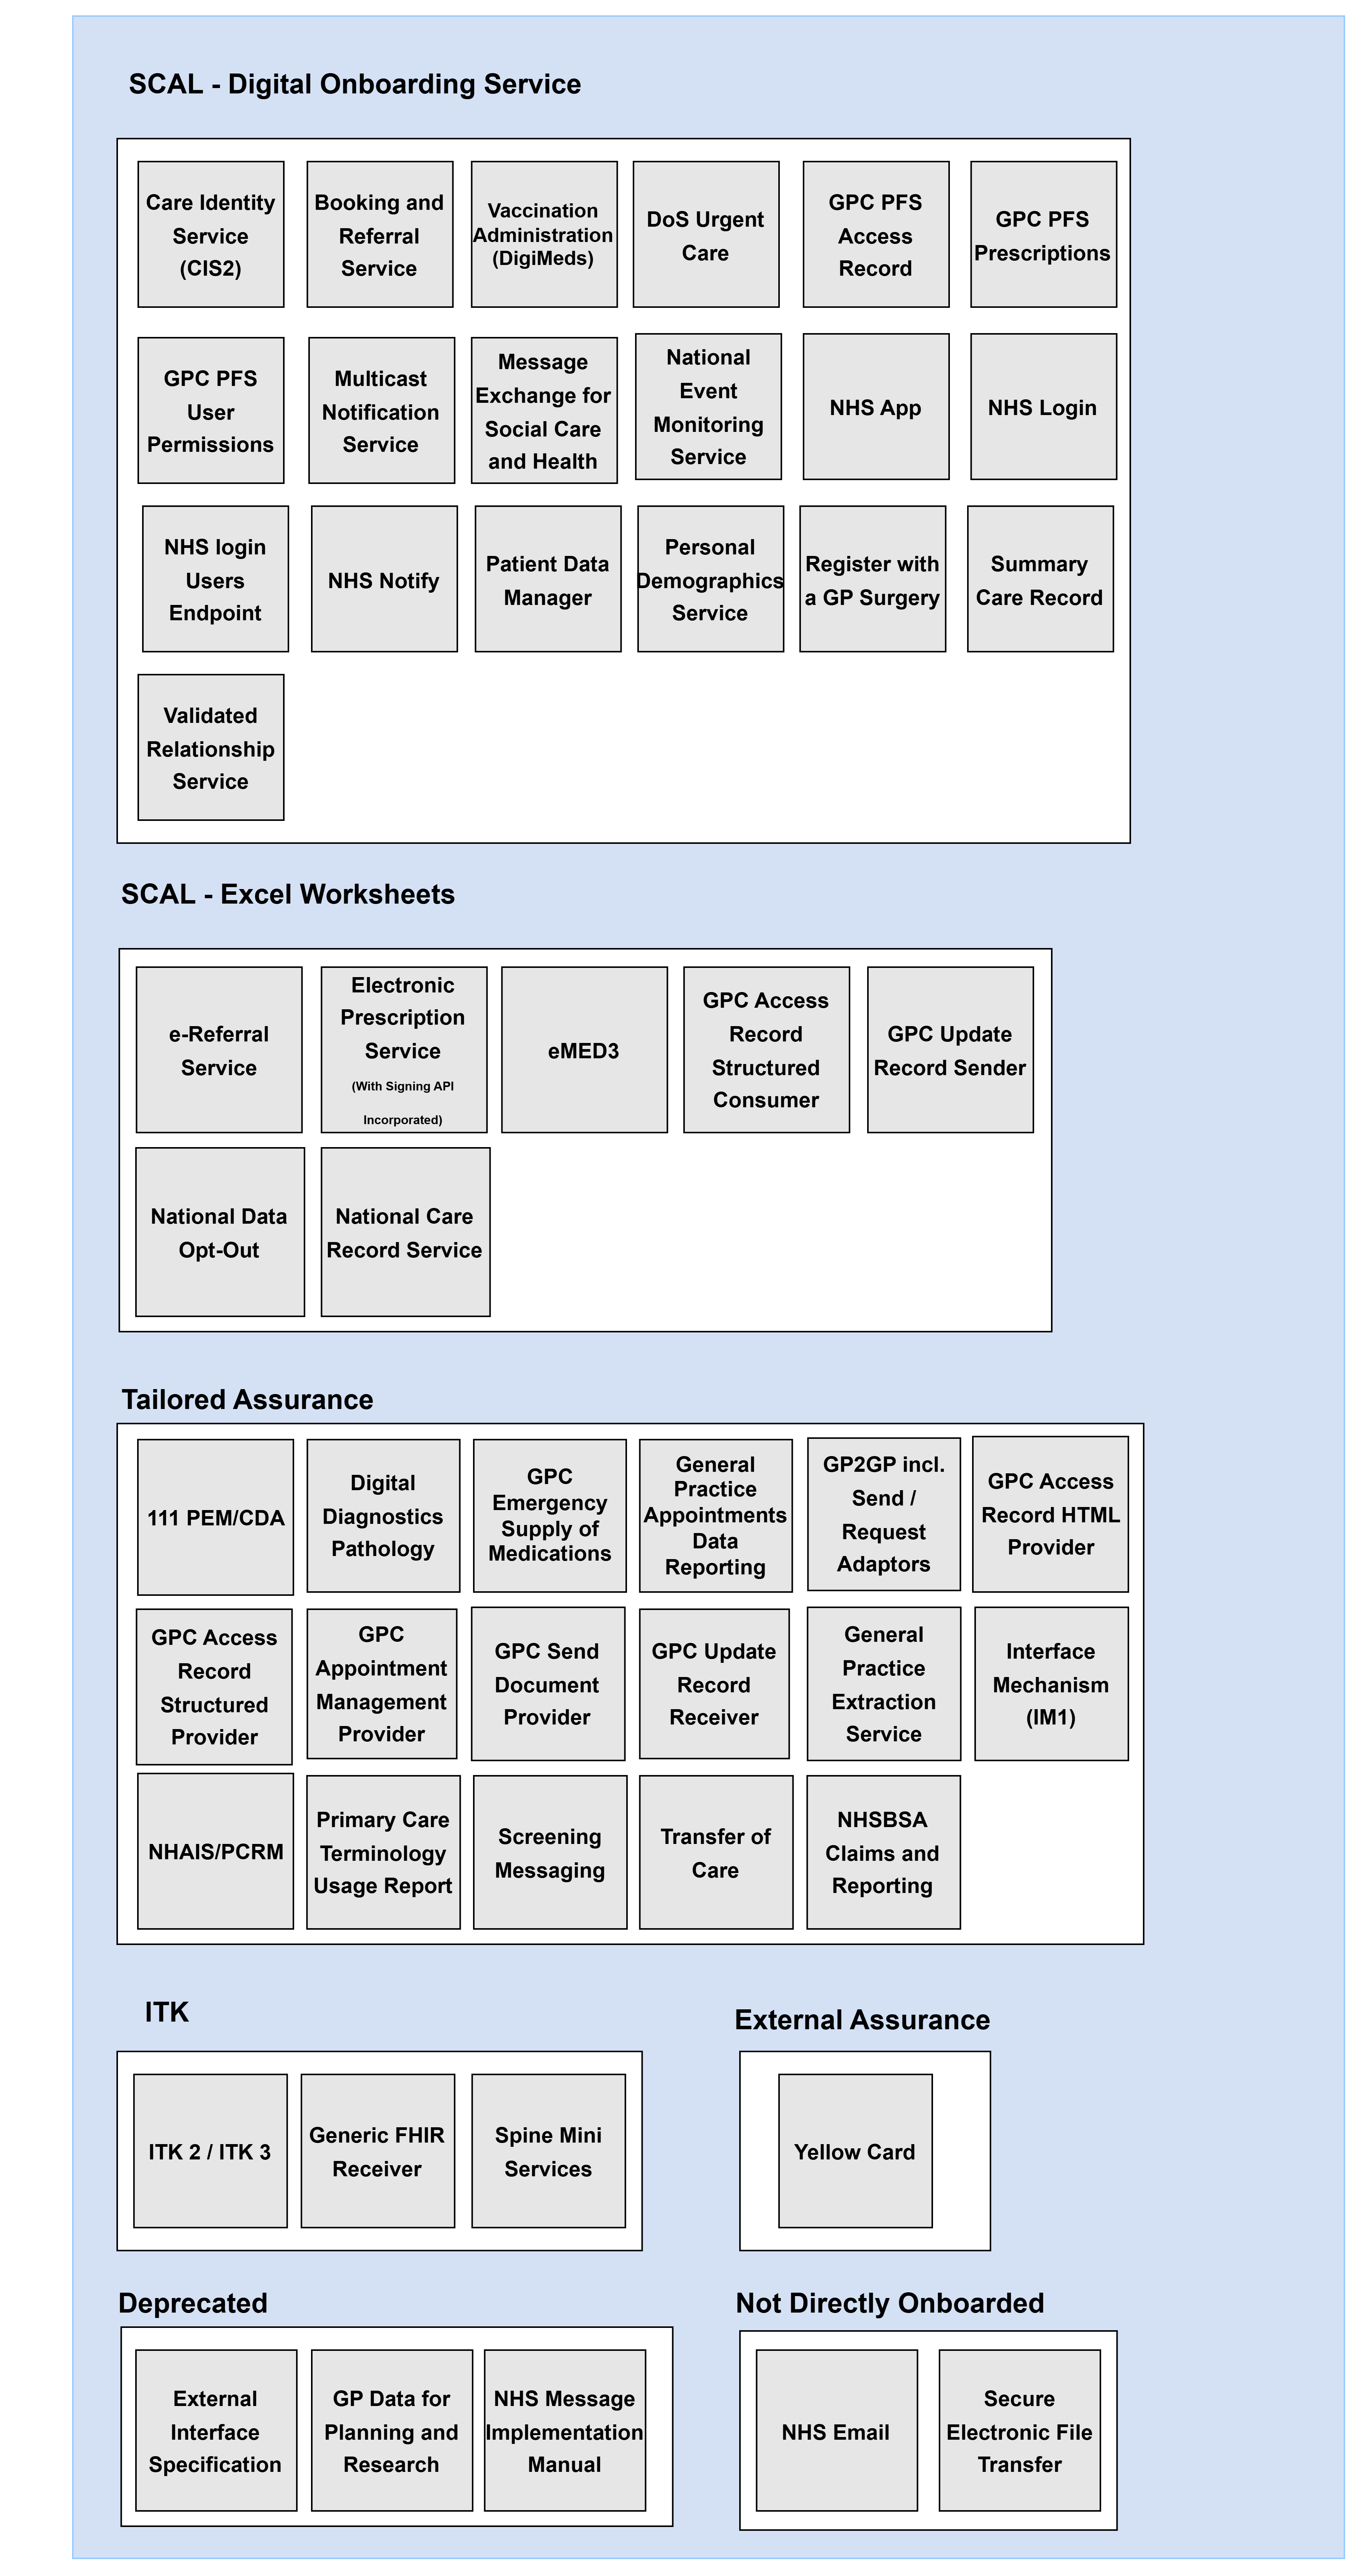 SCAL - Digital Onboarding Service
Care Identity
Service
(CIS2)
Booking and
Referral
Service
Vaccination
Administration
(DigiMeds)
DoS Urgent
Care
GPC PFS
Access
Record
GPC PFS
Prescriptions
GPC PFS
User
Permissions
Multicast
Notification
Service
Message
Exchange for
Social Care
and Health
National
Event
Monitoring
Service
NHS App
NHS Login
NHS login
Users
Endpoint
NHS Notify
Patient Data
Manager
Personal
Demographics
Service
Register with
a GP Surgery
Summary
Care Record
Validated
Relationship
Service
SCAL - Excel Worksheets
e-Referral
Service
Electronic
Prescription
Service
(With Signing API
Incorporated)
eMED3
GPC Access
Record
Structured
Consumer
GPC Update
Record Sender
National Data
Opt-Out
National Care
Record Service
Tailored Assurance
111 PEM/CDA
Digital
Diagnostics
Pathology
GPC
Emergency
Supply of
Medications
General
Practice
Appointments
Data
Reporting
GP2GP incl.
Send /
Request
Adaptors
GPC Access
Record HTML
Provider
GPC Access
Record
Structured
Provider
GPC
Appointment
Management
Provider
GPC Send
Document
Provider
GPC Update
Record
Receiver
General
Practice
Extraction
Service
Interface
Mechanism
(IM1)
NHAIS/PCRM
Primary Care
Terminology
Usage Report
Screening
Messaging
Transfer of
Care
NHSBSA
Claims and
Reporting
ITK
ITK 2 / ITK 3
Generic FHIR
Receiver
Spine Mini
Services
External Assurance
Yellow Card
Deprecated
External
Interface
Specification
GP Data for
Planning and
Research
NHS Message
Implementation
Manual
Not Directly Onboarded
NHS Email
Secure
Electronic File
Transfer